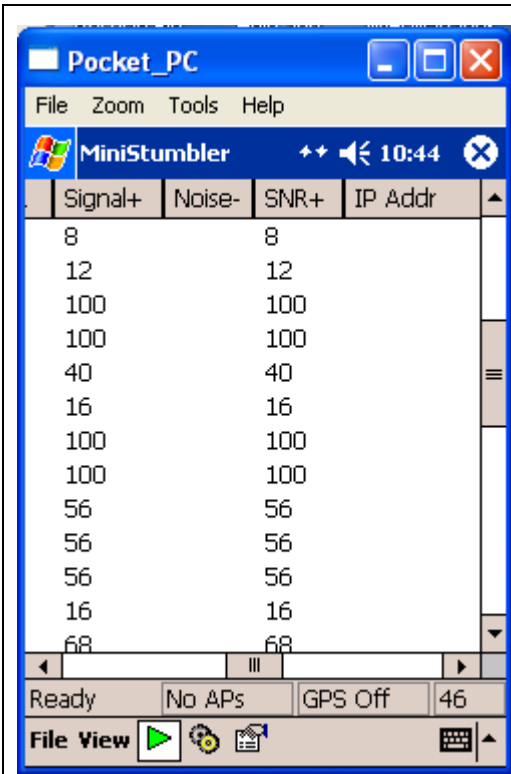 Pocket_PC
File Zoom Tools Help
MiniStumbler 10:44
. Signal+ Noise- SNR+ IP Addr
8 8
12 12
100 100
100 100
40 40
16 16
100 100
100 100
56 56
56 56
56 56
16 16
68 68
Ready No APs GPS Off 46
File View